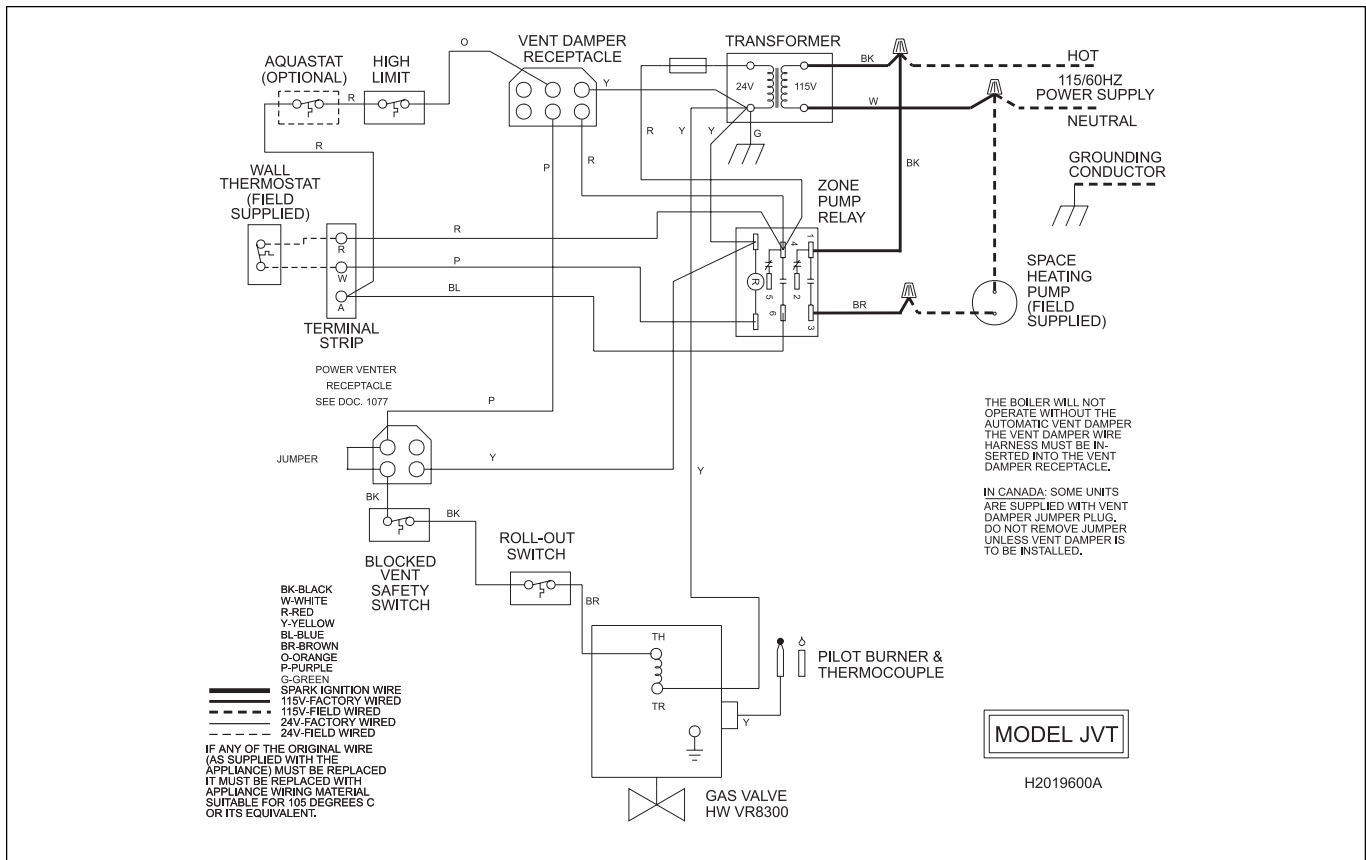 O
VENT DAMPER
RECEPTACLE
TRANSFORMER
AQUASTAT
(OPTIONAL)
HIGH
LIMIT
BK
HOT
115/60HZ
POWER SUPPLY
NEUTRAL
R
Y
24V
115V
W
R
Y
Y
G
R
P
R
BK
GROUNDING
CONDUCTOR
WALL
THERMOSTAT
(FIELD
SUPPLIED)
ZONE
PUMP
RELAY
R
R
P
W
BL
A
TERMINAL
STRIP
1
4
R
5
2
6
3
BR
SPACE
HEATING
PUMP
(FIELD
SUPPLIED)
POWER VENTER
RECEPTACLE
SEE DOC. 1077
P
JUMPER
Y
Y
BK
BK
BLOCKED
VENT
SAFETY
SWITCH
ROLL-OUT
SWITCH
BR
THE BOILER WILL NOT
OPERATE WITHOUT THE
AUTOMATIC VENT DAMPER
THE VENT DAMPER WIRE
HARNESS MUST BE IN-
SERTED INTO THE VENT
DAMPER RECEPTACLE.
IN CANADA: SOME UNITS
ARE SUPPLIED WITH VENT
DAMPER JUMPER PLUG.
DO NOT REMOVE JUMPER
UNLESS VENT DAMPER IS
TO BE INSTALLED.
BK-BLACK
W-WHITE
R-RED
Y-YELLOW
BL-BLUE
BR-BROWN
O-ORANGE
P-PURPLE
G-GREEN
SPARK IGNITION WIRE
115V-FACTORY WIRED
115V-FIELD WIRED
24V-FACTORY WIRED
24V-FIELD WIRED
IF ANY OF THE ORIGINAL WIRE
(AS SUPPLIED WITH THE
APPLIANCE) MUST BE REPLACED
IT MUST BE REPLACED WITH
APPLIANCE WIRING MATERIAL
SUITABLE FOR 105 DEGREES C
OR ITS EQUIVALENT.
TH
TR
Y
PILOT BURNER &
THERMOCOUPLE
GAS VALVE
HW VR8300
MODEL JVT
H2019600A